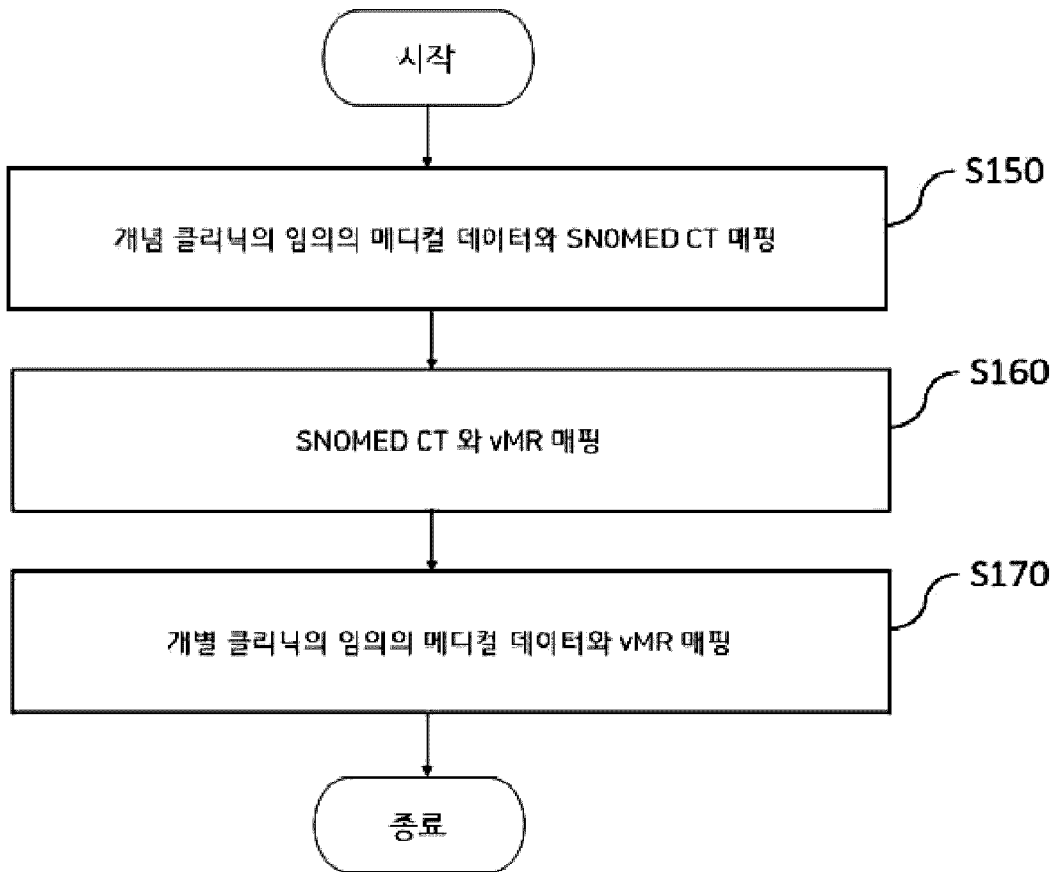 시작
S150
개념 클리닉의 임의의 메디컬 데이터와 SNOMED CT 매핑
S160
SNOMED CT 와 vMR 매핑
S170
개별 클리닉의 임의의 메디컬 데이터와 vMR 매핑
종료